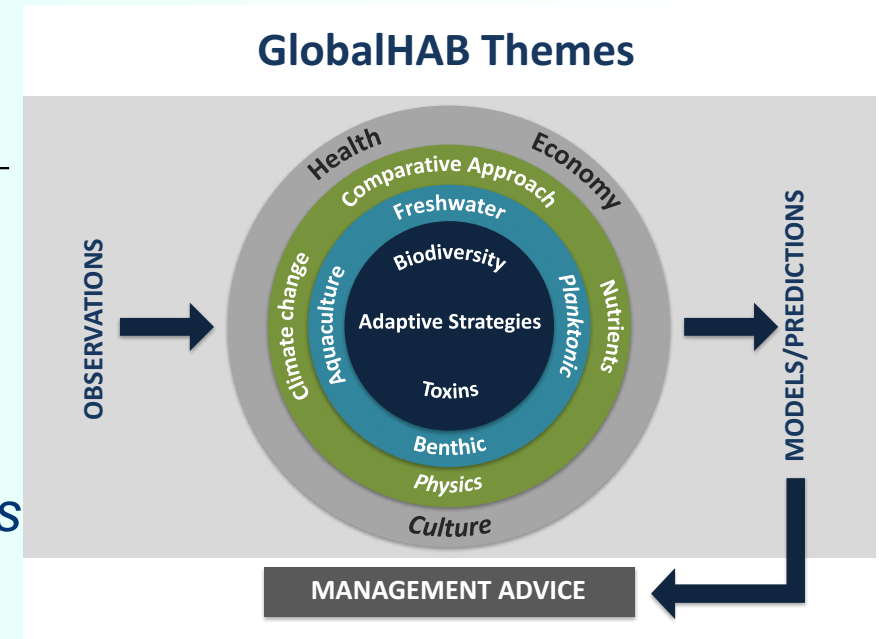 GlobalHAB Themes
OBSERVATIONS
Health
Economy
Culture
Comparative Approach
Climate change
Nutrients
Physics
Freshwater
Aquaculture
Planktonic
Benthic
Biodiversity
Adaptive Strategies
Toxins
MODELS/PREDICTIONS
MANAGEMENT ADVICE
s